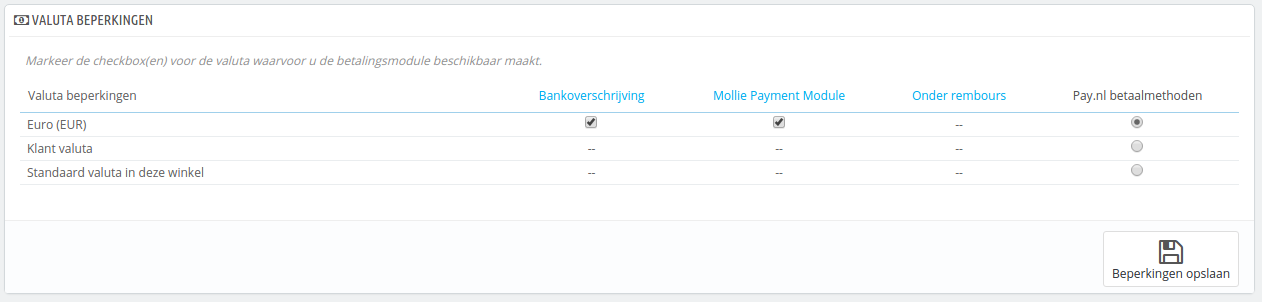 VALUTA BEPERKINGEN
Markeer de checkbox(en) voor de valuta waarvoor u de betalingsmodule beschikbaar maakt.
Valuta beperkingen Bankoverschrijving Mollie Payment Module Onder rembours Pay.nl betaalmethoden
Euro (EUR) --
Klant valuta -- -- --
Standaard valuta in deze winkel -- -- --
Beperkingen opslaan